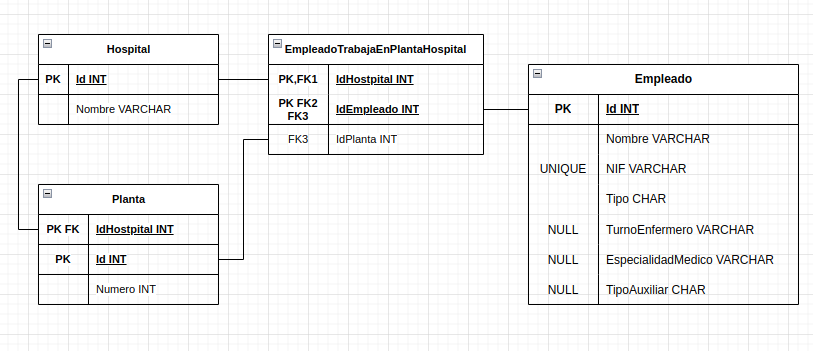 Hospital
PK Id INT
Nombre VARCHAR
EmpleadoTrabajaEnPlantaHospital
PK,FK1 IdHostpital INT
PK FK2
FK3 IdEmpleado INT
FK3 IdPlanta INT
Empleado
PK Id INT
Nombre VARCHAR
UNIQUE NIF VARCHAR
Tipo CHAR
NULL TurnoEnfermero VARCHAR
NULL EspecialidadMedico VARCHAR
NULL TipoAuxiliar CHAR
Planta
PK FK IdHostpital INT
PK Id INT
Numero INT